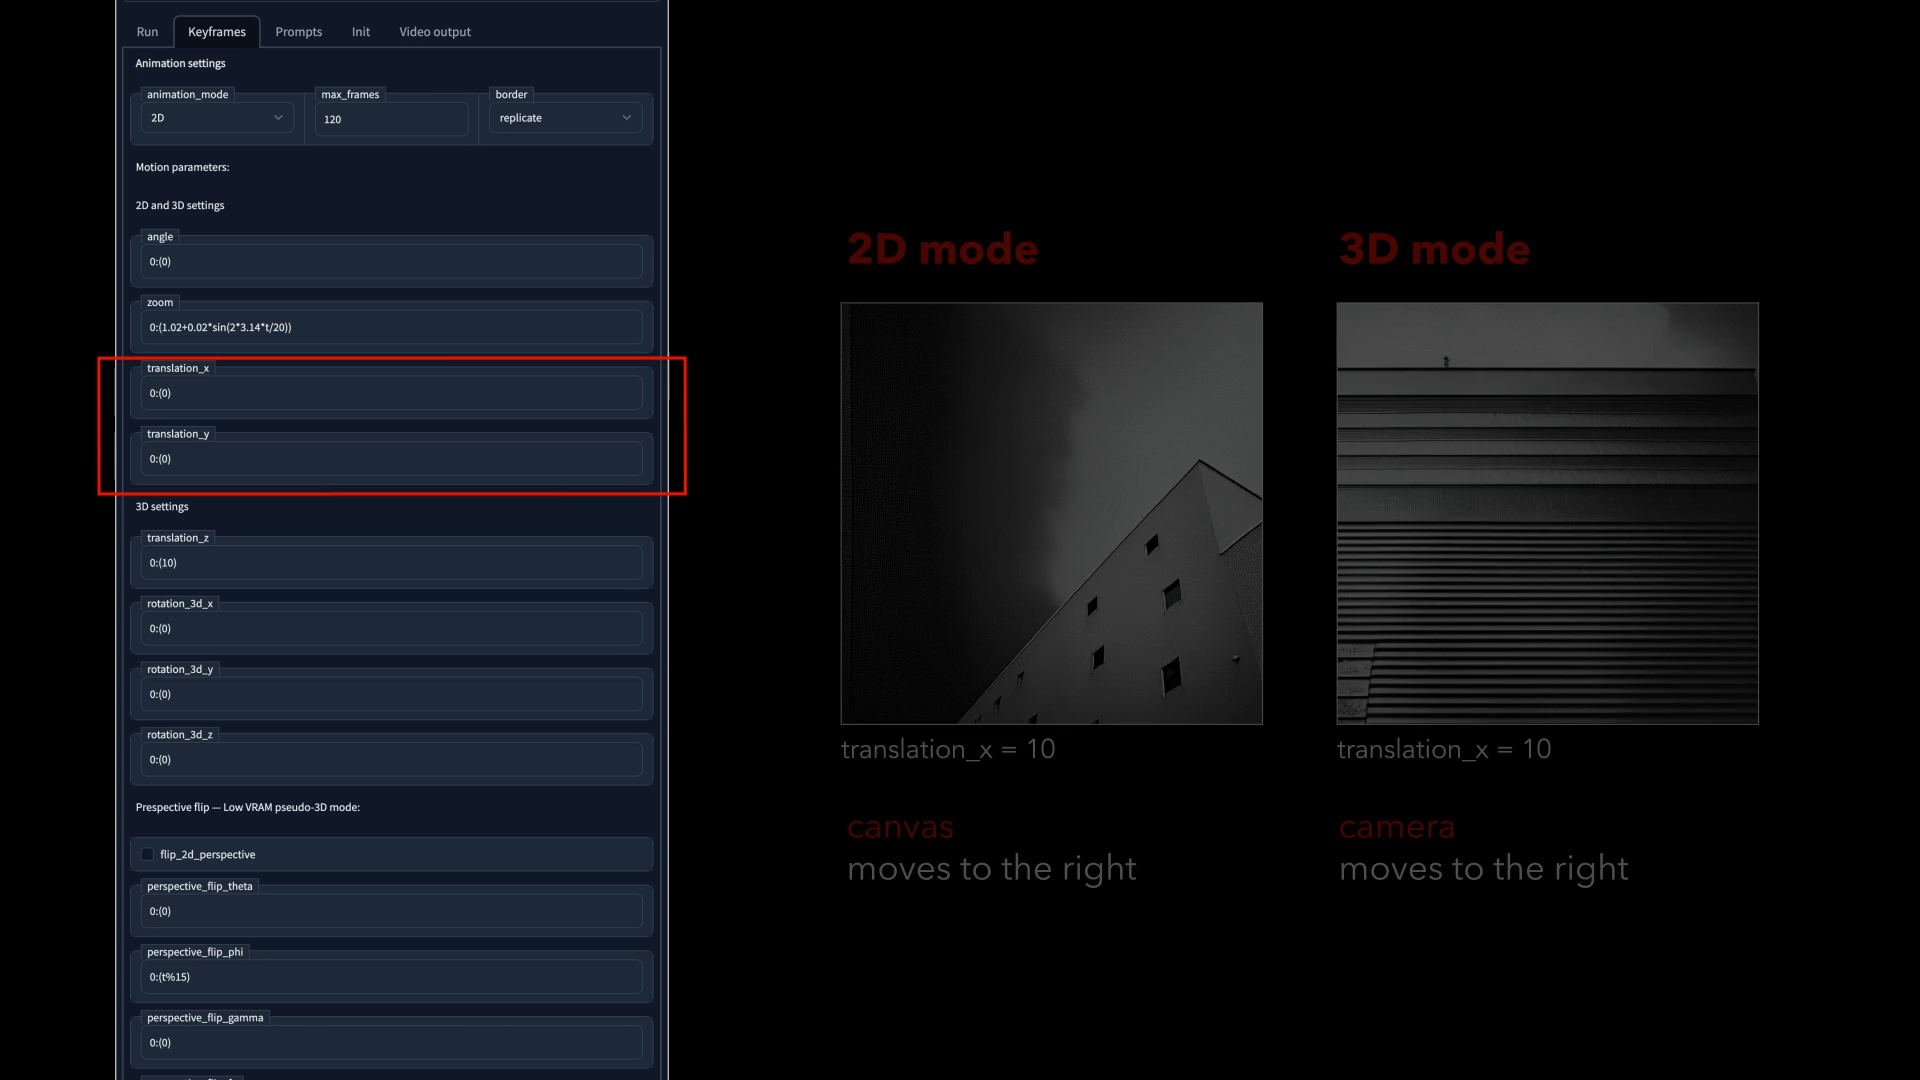 Run Keyframes Prompts Init Video output
Animation settings
animation_mode max_frames border
2D 120 replicate
Motion parameters:
2D and 3D settings
angle
0:(0)
zoom
0:(1.02+0.02*sin(2*3.14*t/20))
translation_x
0:(0)
translation_y
0:(0)
3D settings
translation_z
0:(10)
rotation_3d_x
0:(0)
rotation_3d_y
0:(0)
rotation_3d_z
0:(0)
Prespective flip — Low VRAM pseudo-3D mode:
flip_2d_perspective
perspective_flip_theta
0:(0)
perspective_flip_phi
0:(t%15)
perspective_flip_gamma
0:(0)
2D mode
translation_x = 10
canvas
moves to the right
3D mode
translation_x = 10
camera
moves to the right